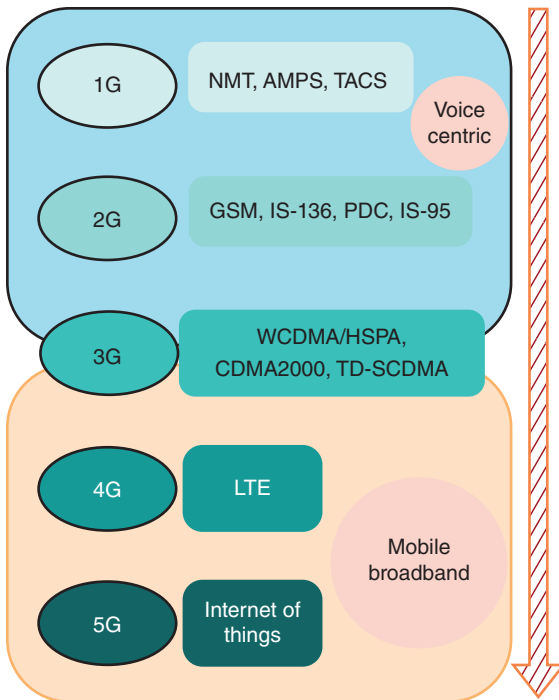 1G
NMT, AMPS, TACS
Voice
centric
2G
GSM, IS-136, PDC, IS-95
3G
WCDMA/HSPA,
CDMA2000, TD-SCDMA
4G
LTE
Mobile
broadband
5G
Internet of
things